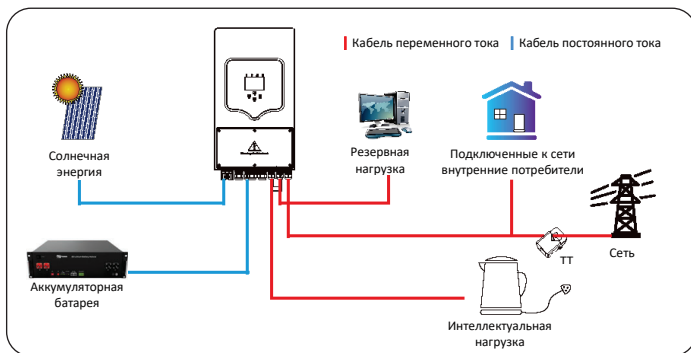 Кабель переменного тока
Кабель постоянного тока
Солнечная
энергия
Резервная
нагрузка
Подключенные к сети
внутренние потребители
ТТ
Сеть
Аккумуляторная
батарея
Интеллектуальная
нагрузка